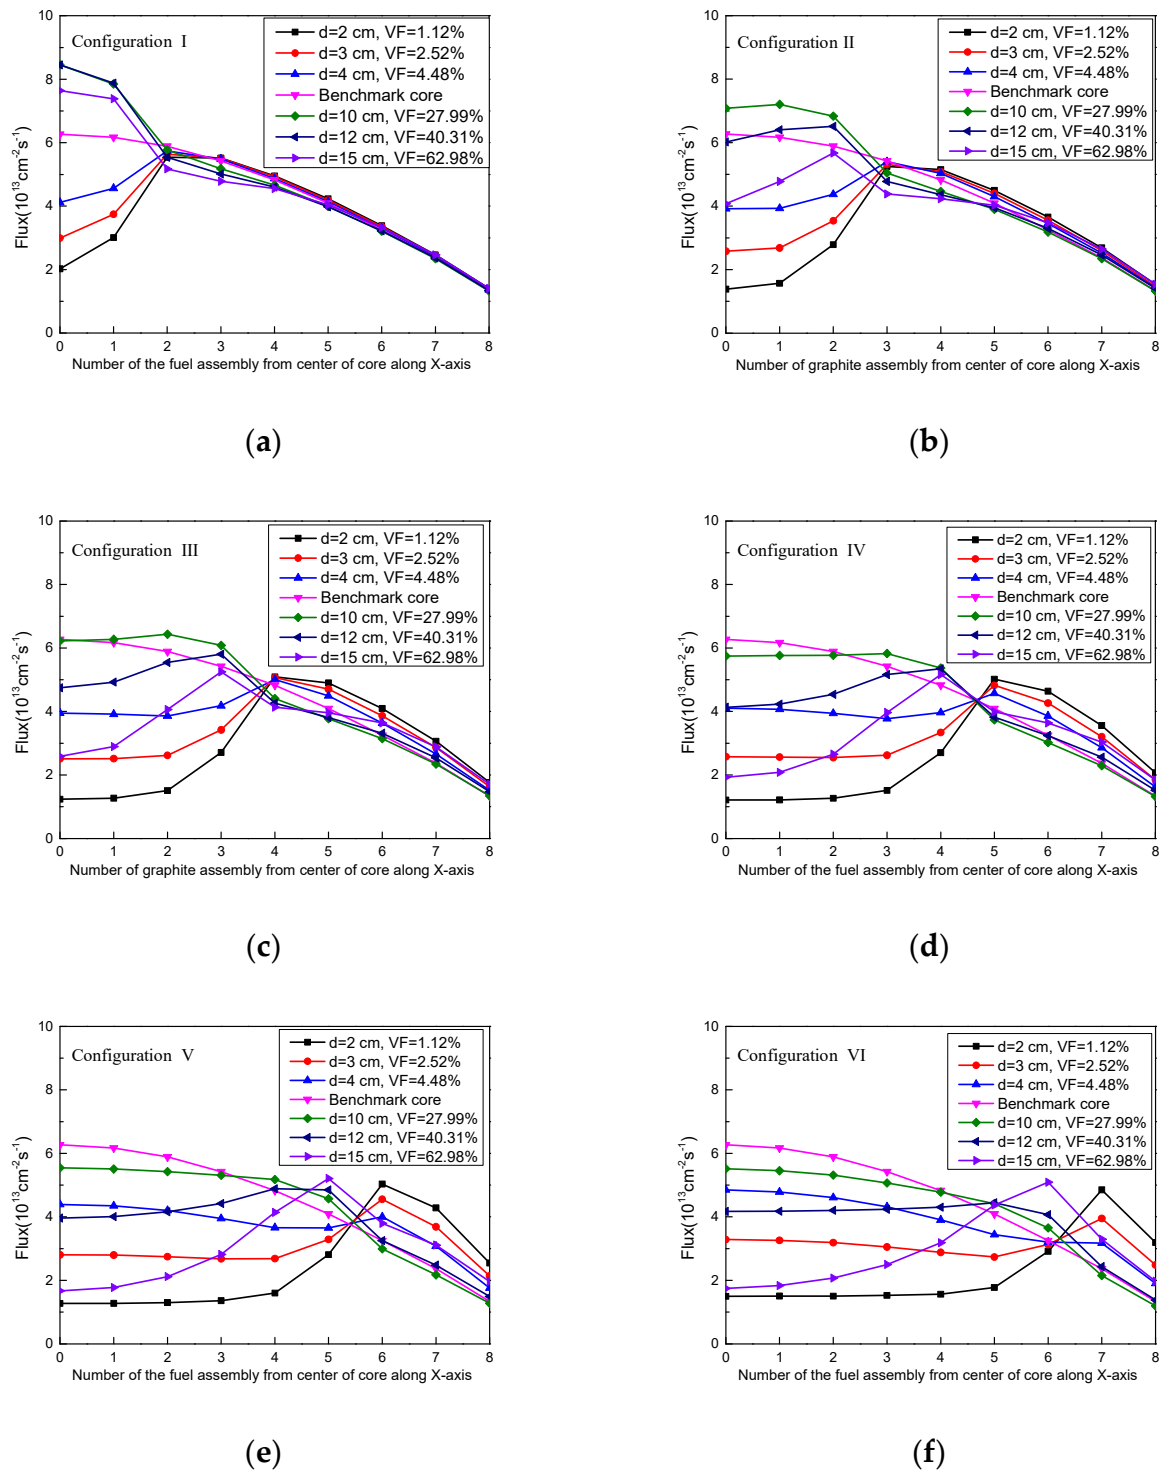 Configuration I
d=2 cm, VF=1.12%
d=3 cm, VF=2.52%
d=4 cm, VF=4.48%
Benchmark core
d=10 cm, VF=27.99%
d=12 cm, VF=40.31%
d=15 cm, VF=62.98%
Flux(10^13cm^-2s^-1)
10
8
6
4
2
0
0 1 2 3 4 5 6 7 8
Number of the fuel assembly from center of core along X-axis
(a)
Configuration II
d=2 cm, VF=1.12%
d=3 cm, VF=2.52%
d=4 cm, VF=4.48%
Benchmark core
d=10 cm, VF=27.99%
d=12 cm, VF=40.31%
d=15 cm, VF=62.98%
Flux(10^13cm^-2s^-1)
10
8
6
4
2
0
0 1 2 3 4 5 6 7 8
Number of graphite assembly from center of core along X-axis
(b)
Configuration III
d=2 cm, VF=1.12%
d=3 cm, VF=2.52%
d=4 cm, VF=4.48%
Benchmark core
d=10 cm, VF=27.99%
d=12 cm, VF=40.31%
d=15 cm, VF=62.98%
Flux(10^13cm^-2s^-1)
10
8
6
4
2
0
0 1 2 3 4 5 6 7 8
Number of graphite assembly from center of core along X-axis
(c)
Configuration IV
d=2 cm, VF=1.12%
d=3 cm, VF=2.52%
d=4 cm, VF=4.48%
Benchmark core
d=10 cm, VF=27.99%
d=12 cm, VF=40.31%
d=15 cm, VF=62.98%
Flux(10^13cm^-2s^-1)
10
8
6
4
2
0
0 1 2 3 4 5 6 7 8
Number of the fuel assembly from center of core along X-axis
(d)
Configuration V
d=2 cm, VF=1.12%
d=3 cm, VF=2.52%
d=4 cm, VF=4.48%
Benchmark core
d=10 cm, VF=27.99%
d=12 cm, VF=40.31%
d=15 cm, VF=62.98%
Flux(10^13cm^-2s^-1)
10
8
6
4
2
0
0 1 2 3 4 5 6 7 8
Number of the fuel assembly from center of core along X-axis
(e)
Configuration VI
d=2 cm, VF=1.12%
d=3 cm, VF=2.52%
d=4 cm, VF=4.48%
Benchmark core
d=10 cm, VF=27.99%
d=12 cm, VF=40.31%
d=15 cm, VF=62.98%
Flux(10^13cm^-2s^-1)
10
8
6
4
2
0
0 1 2 3 4 5 6 7 8
Number of the fuel assembly from center of core along X-axis
(f)